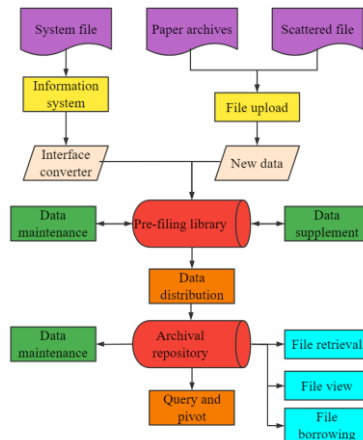 System file
Paper archives
Scattered file
Information
system
File upload
Interface
converter
New data
Data
maintenance
Pre-filing library
Data
supplement
Data
distribution
Data maintenance
Archival
repository
File retrieval
Query and
pivot
File view
File
borrowing